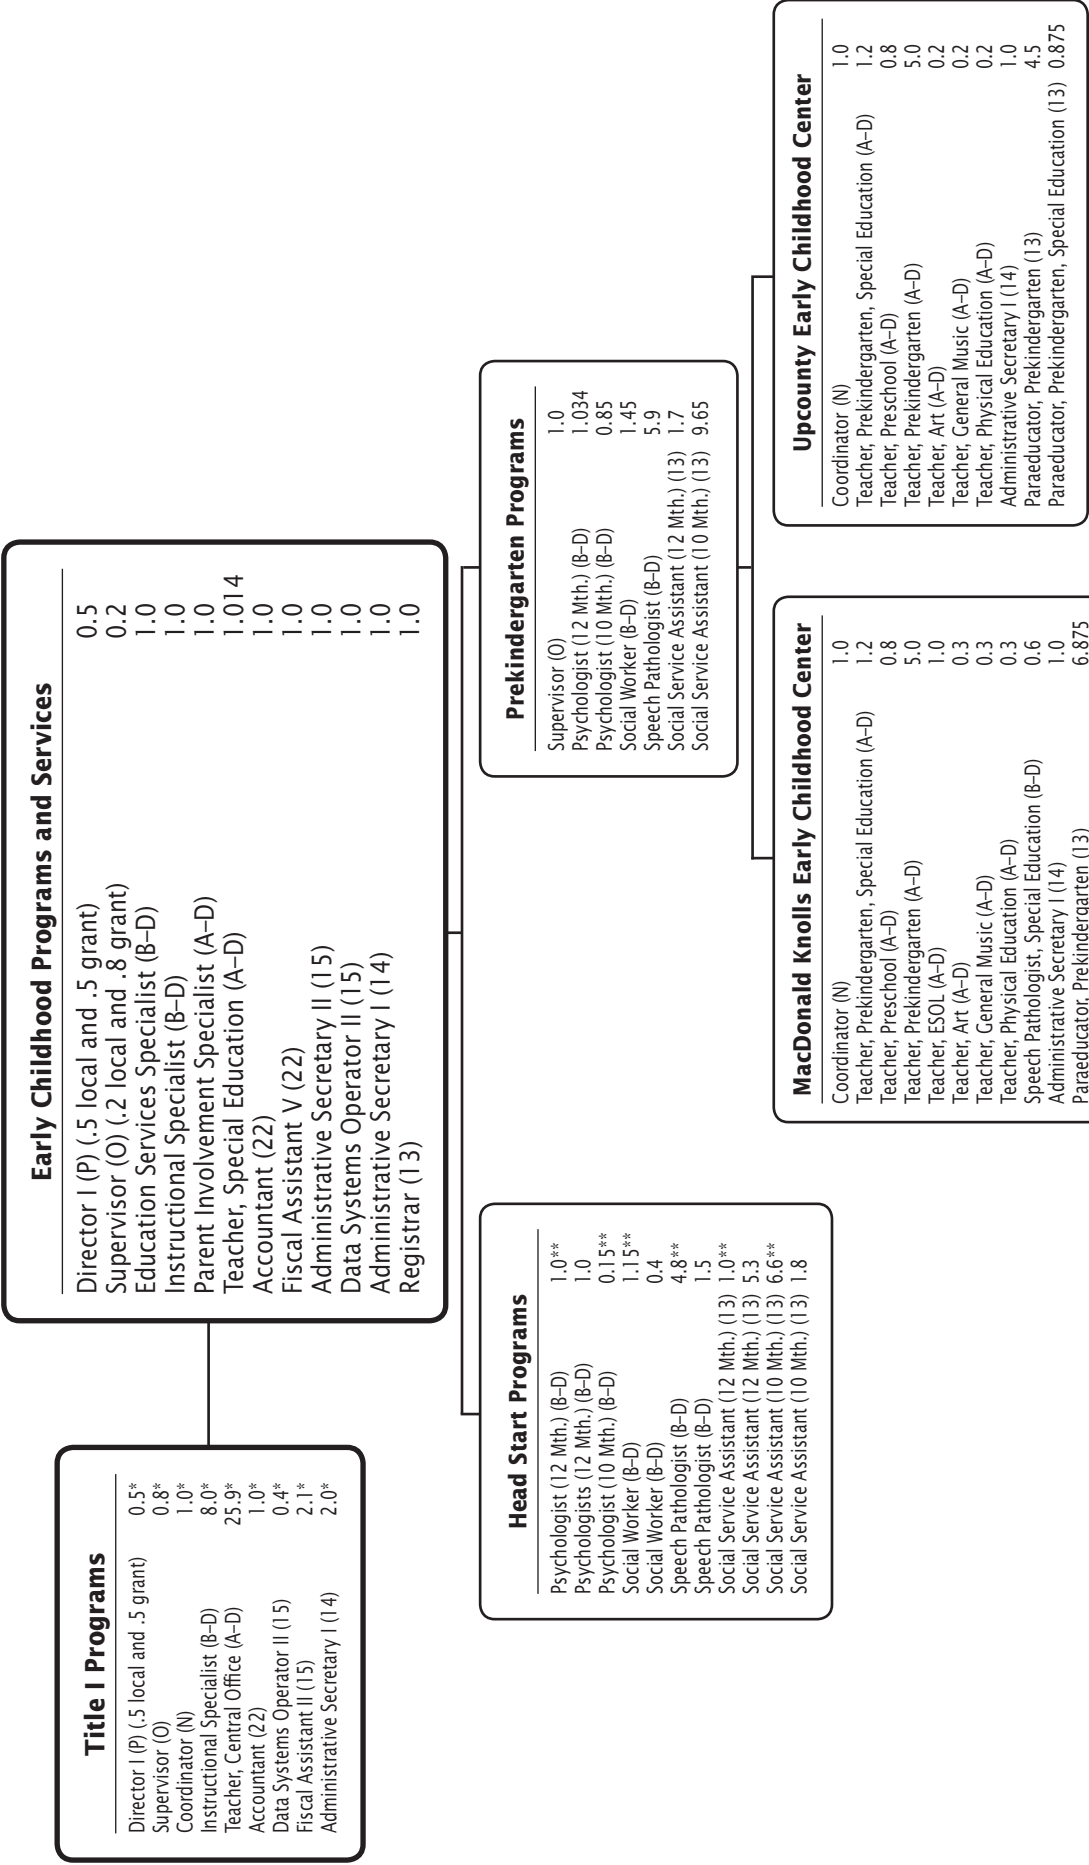 Early Childhood Programs and Services
Director I (P) (.5 local and .5 grant) 0.5
Supervisor (O) (.2 local and .8 grant) 0.2
Education Services Specialist (B–D) 1.0
Instructional Specialist (B–D) 1.0
Parent Involvement Specialist (A–D) 1.0
Teacher, Special Education (A–D) 1.014
Accountant (22) 1.0
Fiscal Assistant V (22) 1.0
Administrative Secretary II (15) 1.0
Data Systems Operator II (15) 1.0
Administrative Secretary I (14) 1.0
Registrar (13) 1.0
Title I Programs
Director I (P) (.5 local and .5 grant) 0.5*
Supervisor (O) 0.8*
Coordinator (N) 1.0*
Instructional Specialist (B–D) 8.0*
Teacher, Central Office (A–D) 25.9*
Accountant (22) 1.0*
Data Systems Operator II (15) 0.4*
Fiscal Assistant II (15) 2.1*
Administrative Secretary I (14) 2.0*
Head Start Programs
Psychologist (12 Mth.) (B–D) 1.0**
Psychologists (12 Mth.) (B–D) 1.0
Psychologist (10 Mth.) (B–D) 0.15**
Social Worker (B–D) 1.15**
Social Worker (B–D) 0.4
Speech Pathologist (B–D) 4.8**
Speech Pathologist (B–D) 1.5
Social Service Assistant (12 Mth.) (13) 1.0**
Social Service Assistant (12 Mth.) (13) 5.3
Social Service Assistant (10 Mth.) (13) 6.6**
Social Service Assistant (10 Mth.) (13) 1.8
Prekindergarten Programs
Supervisor (O) 1.0
Psychologist (12 Mth.) (B–D) 1.034
Psychologist (10 Mth.) (B–D) 0.85
Social Worker (B–D) 1.45
Speech Pathologist (B–D) 5.9
Social Service Assistant (12 Mth.) (13) 1.7
Social Service Assistant (10 Mth.) (13) 9.65
MacDonald Knolls Early Childhood Center
Coordinator (N) 1.0
Teacher, Prekindergarten, Special Education (A–D) 1.2
Teacher, Preschool (A–D) 0.8
Teacher, Prekindergarten (A–D) 5.0
Teacher, ESOL (A–D) 1.0
Teacher, Art (A–D) 0.3
Teacher, General Music (A–D) 0.3
Teacher, Physical Education (A–D) 0.3
Speech Pathologist, Special Education (B–D) 0.6
Administrative Secretary I (14) 1.0
Paraeducator, Prekindergarten (13) 6.875
Upcounty Early Childhood Center
Coordinator (N) 1.0
Teacher, Prekindergarten, Special Education (A–D) 1.2
Teacher, Preschool (A–D) 0.8
Teacher, Prekindergarten (A–D) 5.0
Teacher, Art (A–D) 0.2
Teacher, General Music (A–D) 0.2
Teacher, Physical Education (A–D) 0.2
Administrative Secretary I (14) 1.0
Paraeducator, Prekindergarten (13) 4.5
Paraeducator, Prekindergarten, Special Education (13) 0.875